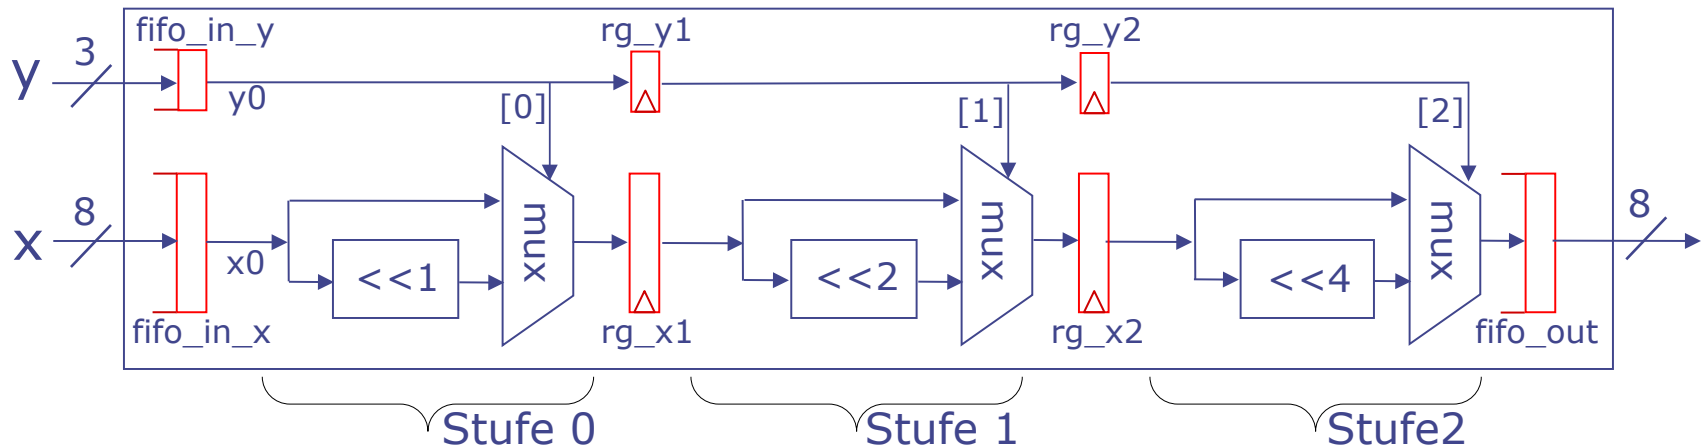 fifo_in_y
rg_y1
rg_y2
3
y
y0
[0]
[1]
[2]
8
x
x0
<<1
mux
<<2
mux
<<4
mux
8
fifo_in_x
rg_x1
rg_x2
fifo_out
Stufe 0
Stufe 1
Stufe2